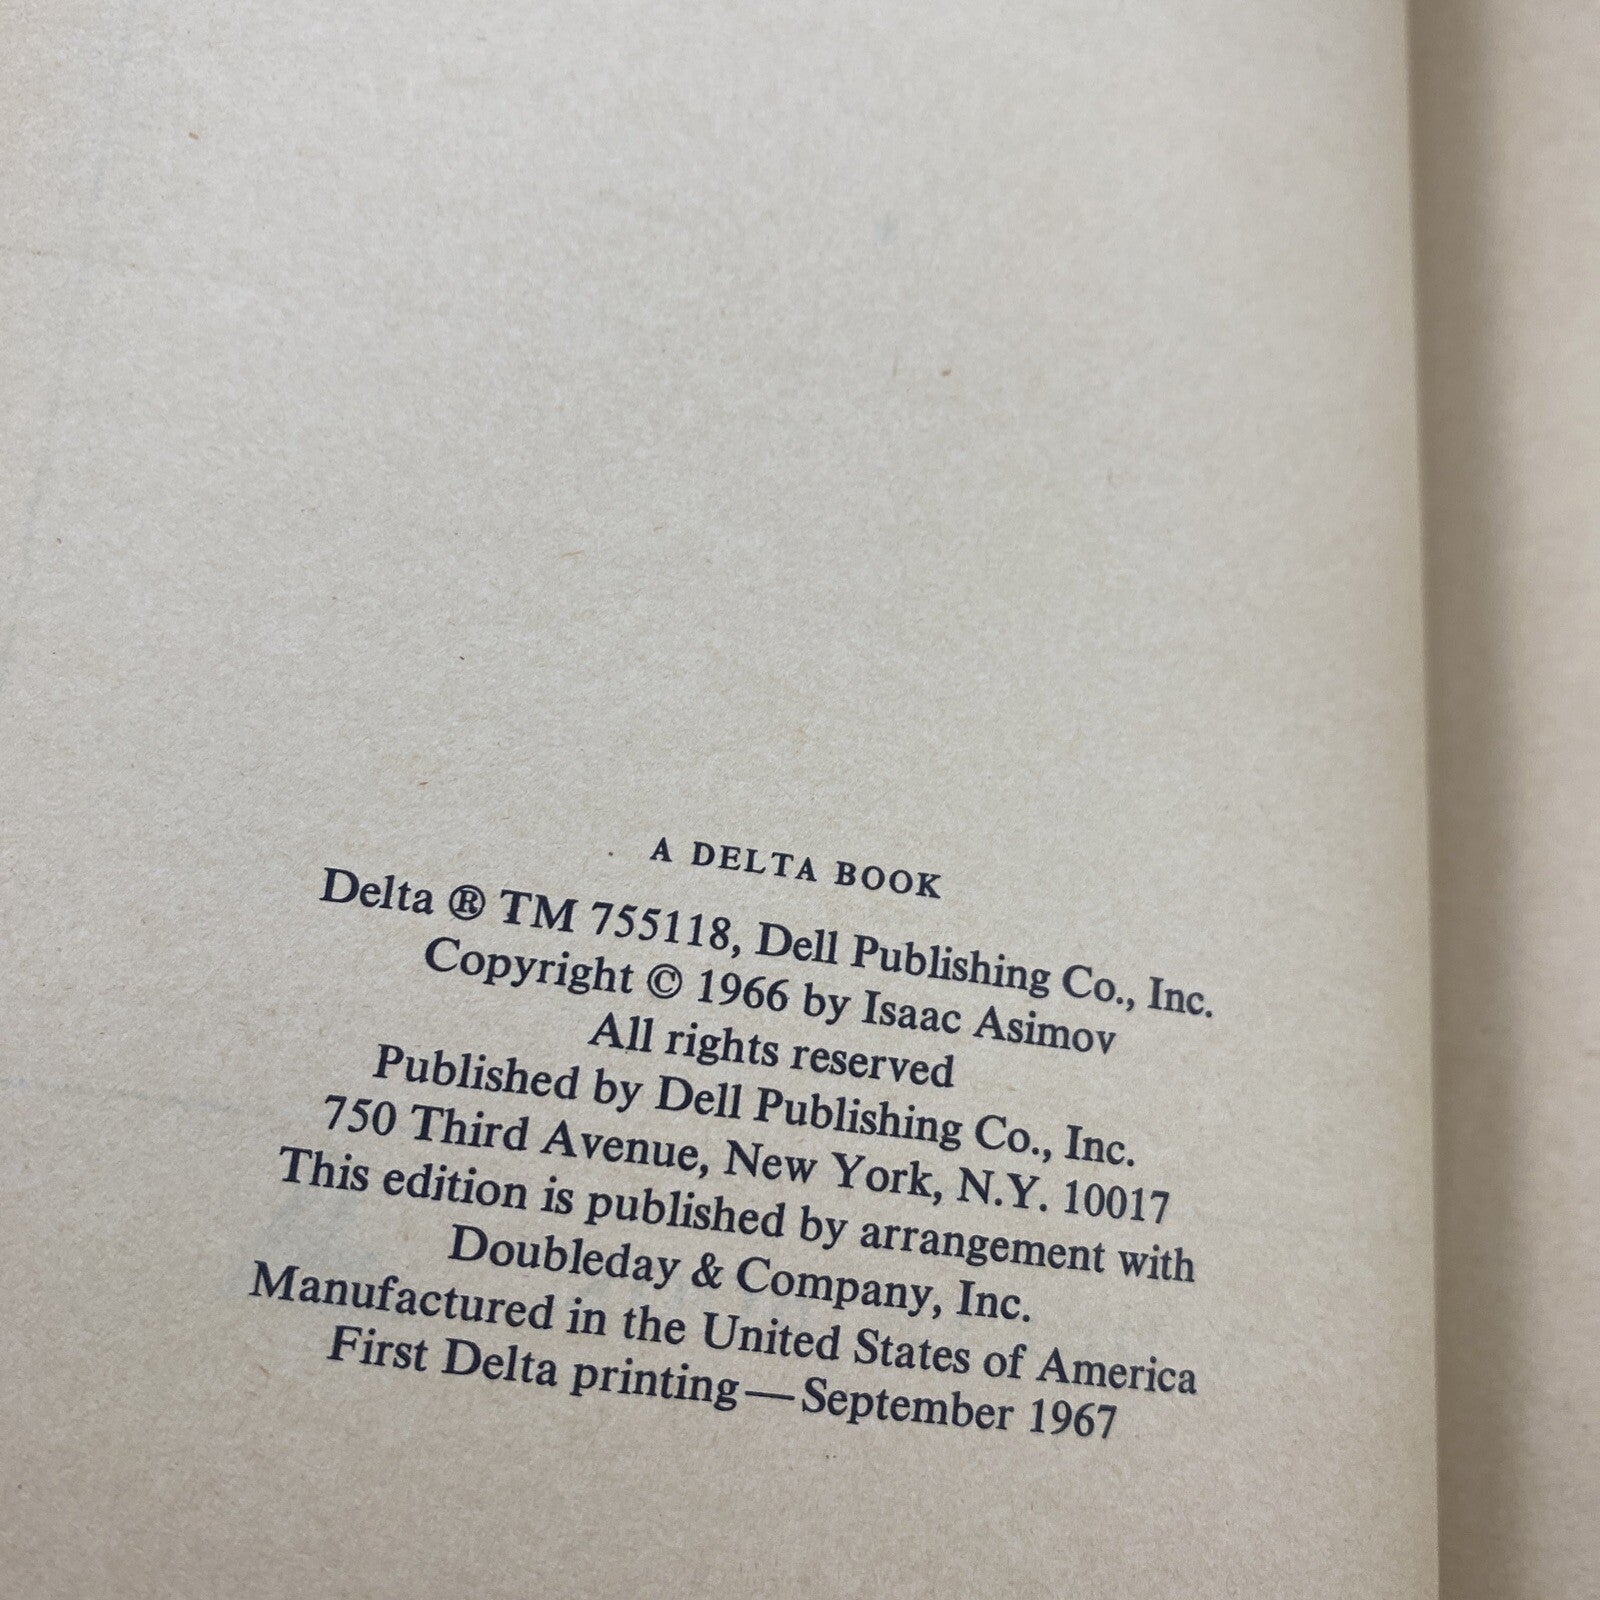 A DELTA BOOK
Delta ® TM 755118, Dell Publishing Co., Inc.
Copyright © 1966 by Isaac Asimov
All rights reserved
Published by Dell Publishing Co., Inc.
750 Third Avenue, New York, N.Y. 10017
This edition is published by arrangement with
Doubleday & Company, Inc.
Manufactured in the United States of America
First Delta printing—September 1967